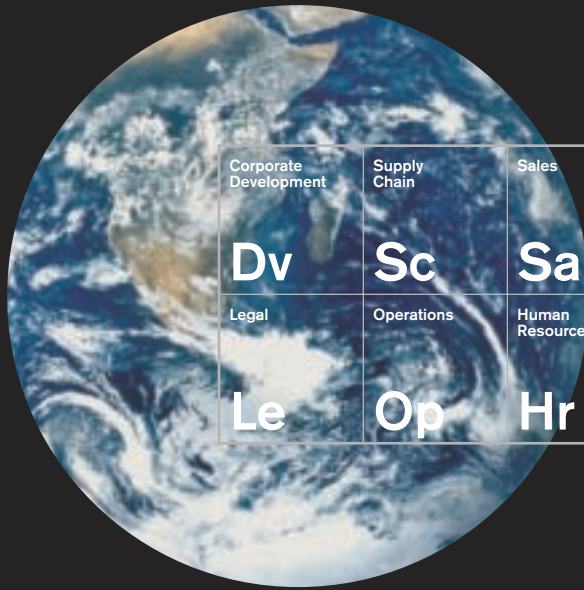 Corporate
Development
Supply
Chain
Sales
Dv
Sc
Sa
Legal
Operations
Human
Resource
Le
Op
Hr